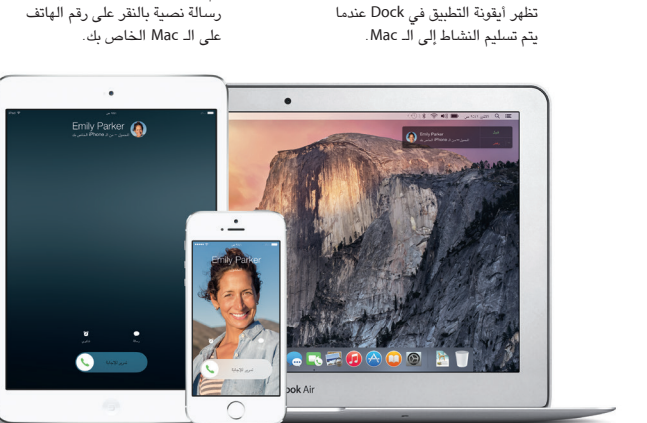 تظهر أيقونة التطبيق في Dock عندما
يتم تسليم النشاط إلى الـ Mac.
رسالة نصية بالنقر على رقم الهاتف
على الـ Mac الخاص بك.
Emily Parker
Emily Parker
Emily Parker
تمرير للإجابة
تمرير للإجابة
ook Air